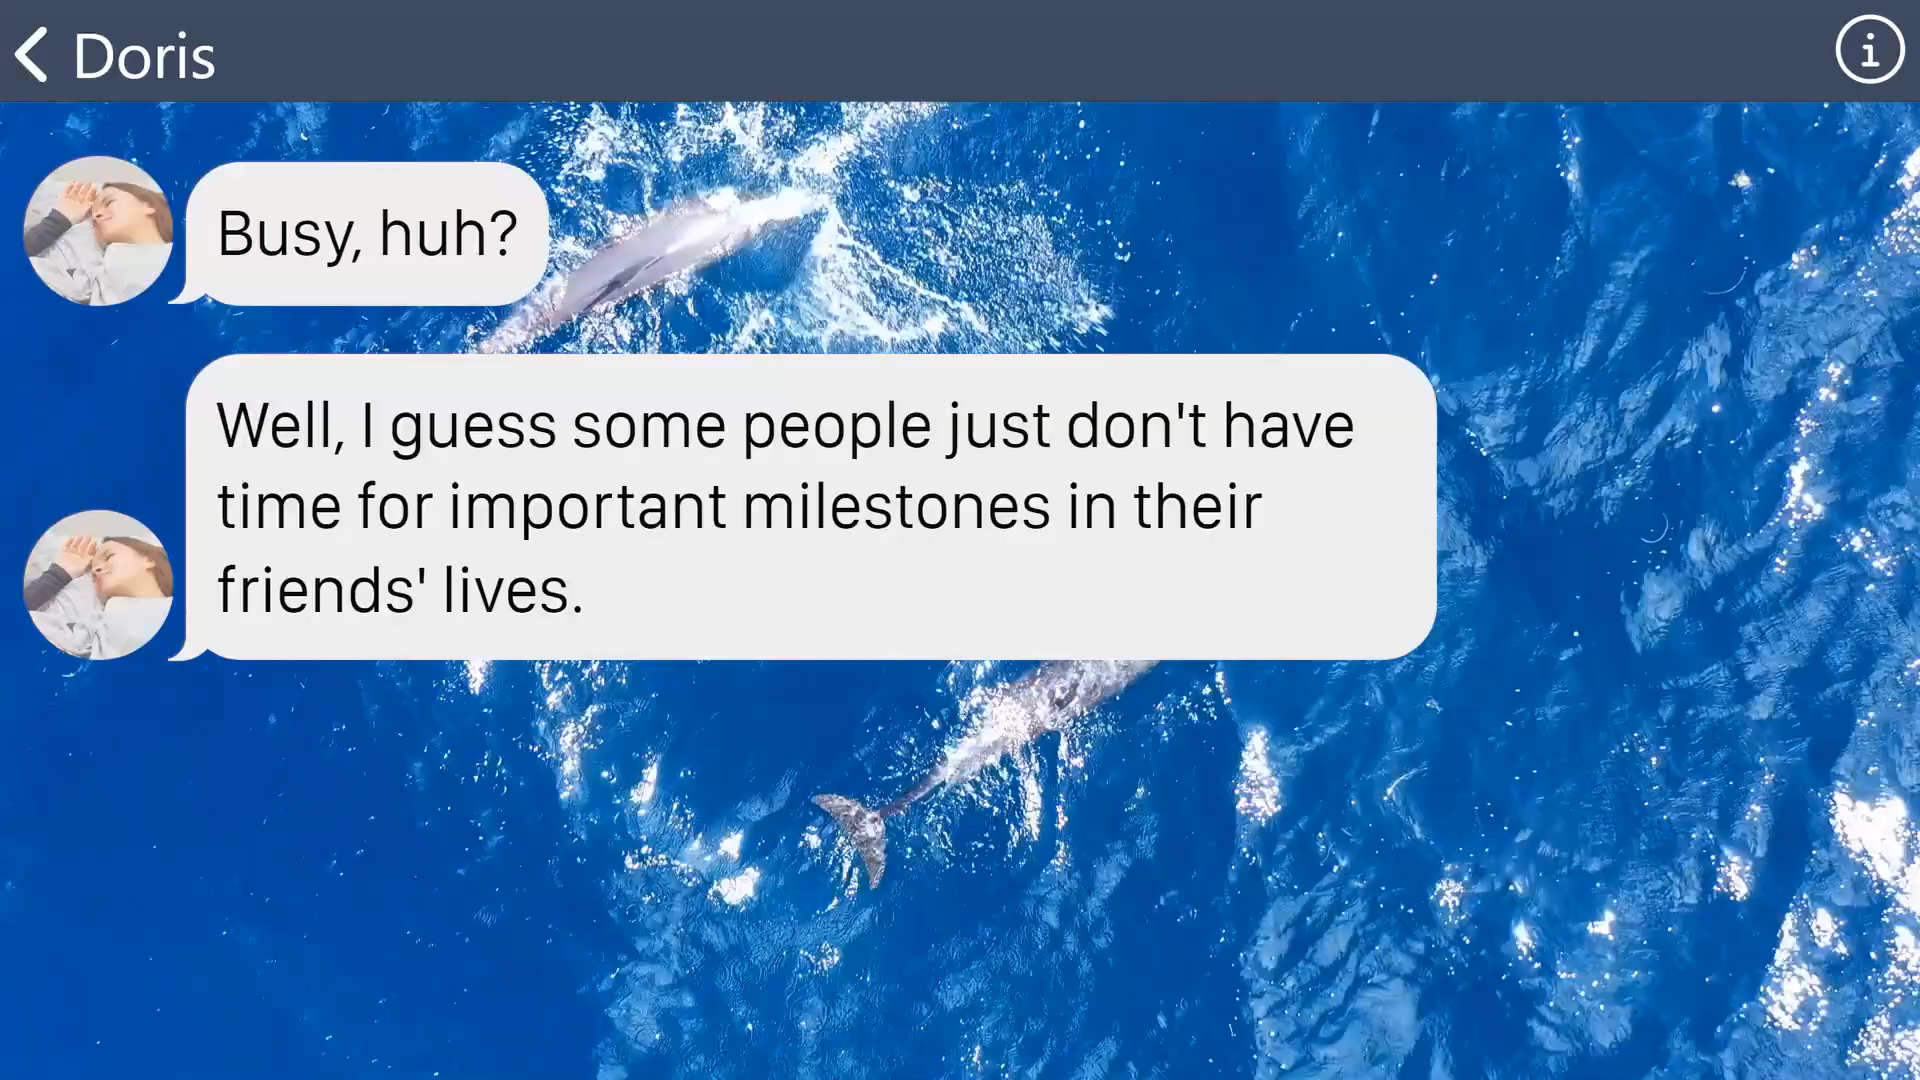 Doris
Busy, huh?
Well, I guess some people just don't have
time for important milestones in their
friends' lives.